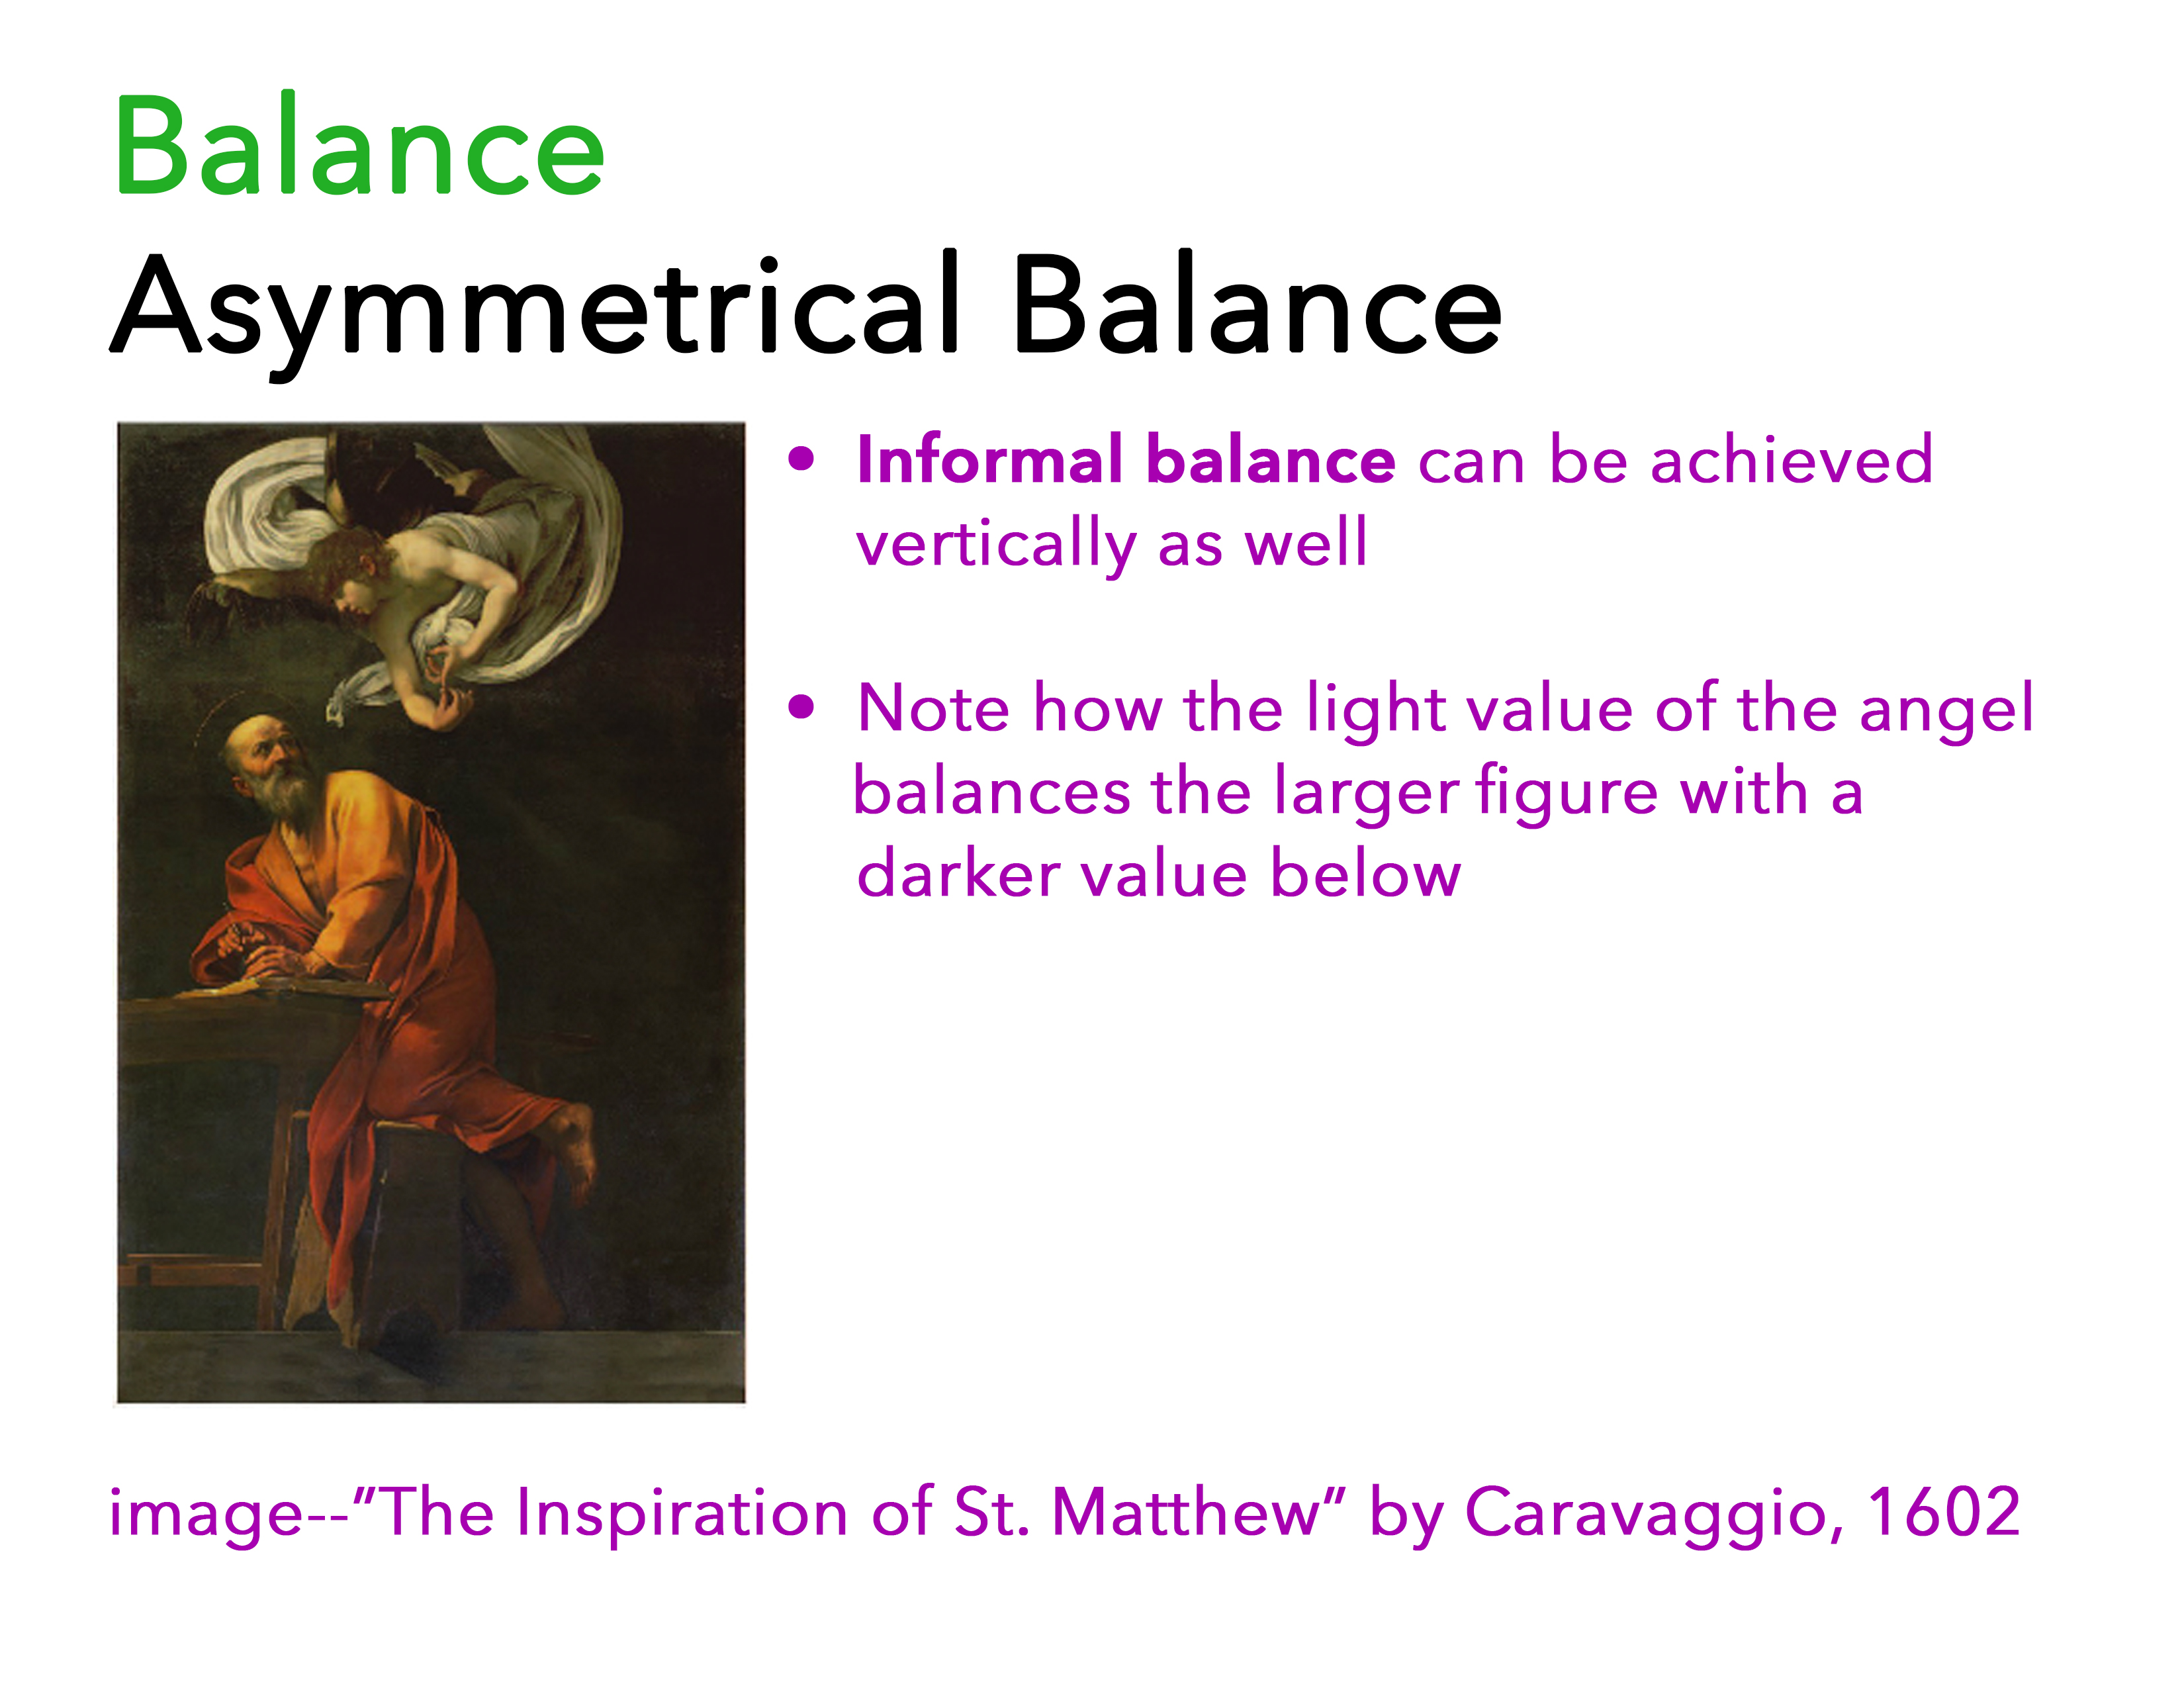 Balance
Asymmetrical Balance
• Informal balance can be achieved
vertically as well
• Note how the light value of the angel
balances the larger figure with a
darker value below
image--"The Inspiration of St. Matthew" by Caravaggio, 1602